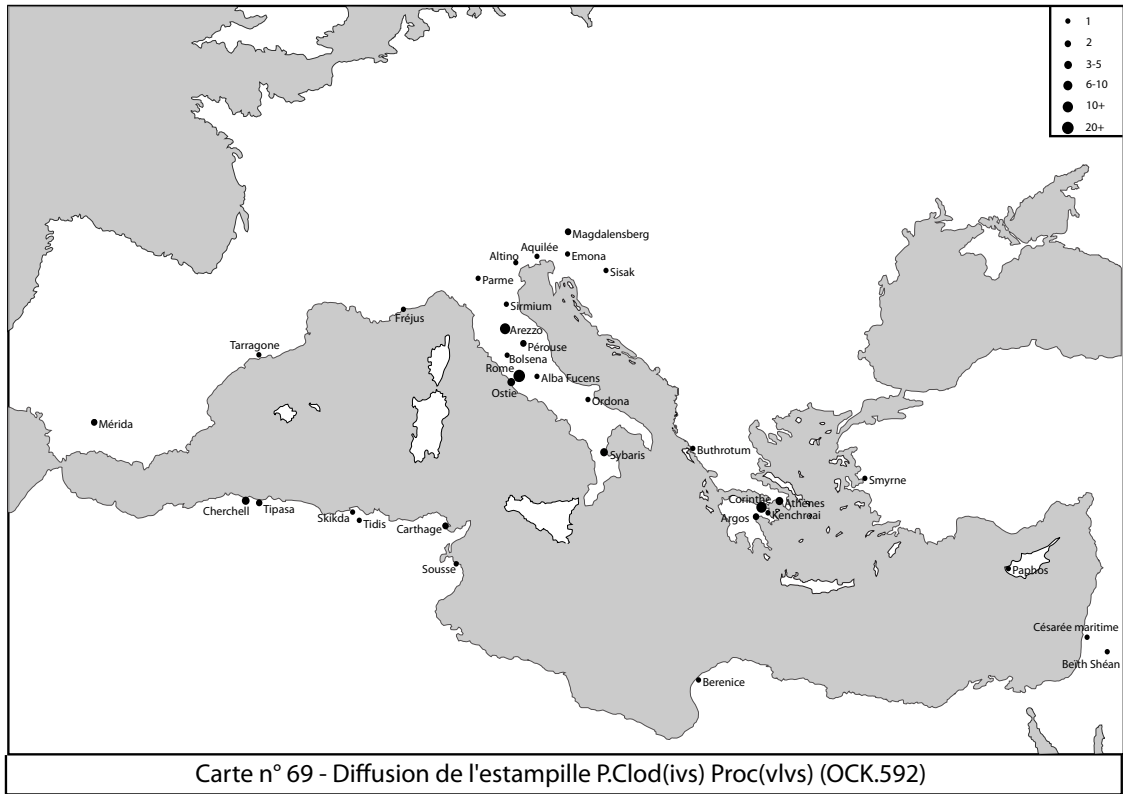 1
2
3-5
6-10
10+
20+
Magdalensberg
Aquilée
Altino
Emona
Sisak
Parme
Sirmium
Fréjus
Arezzo
Pérouse
Tarragone
Bolsena
Rome
Alba Fucens
Ostie
Ordona
Mérida
Buthrotum
Sybaris
Smyrne
Corinthe
Athènes
Cherchell
Tipasa
Kenchreai
Argos
Skikda
Tidis
Carthage
Sousse
Paphos
Césarée maritime
Beïth Shéan
Berenice
Carte n° 69 - Diffusion de l'estampille P.Clod(ivs) Proc(vlvs) (OCK.592)